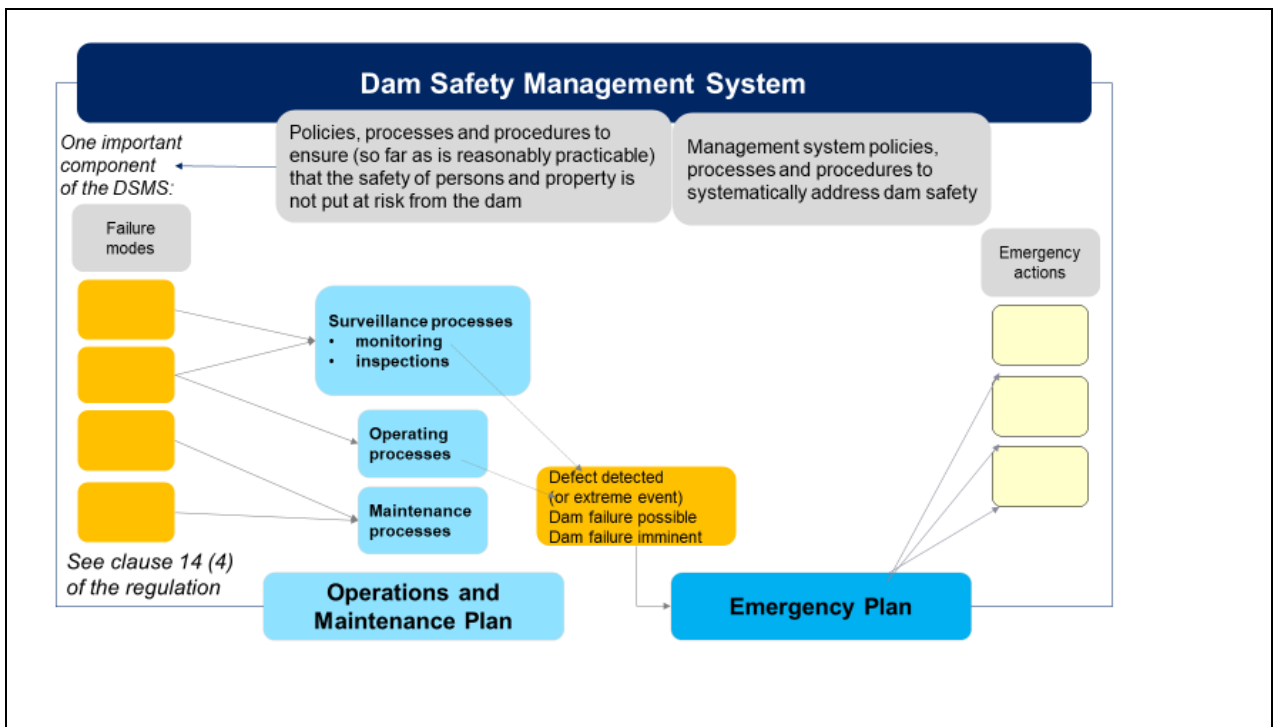 Dam Safety Management System
One important
component
of the DSMS:
Policies, processes and procedures to
ensure (so far as is reasonably practicable)
that the safety of persons and property is
not put at risk from the dam
Management system policies,
processes and procedures to
systematically address dam safety
Failure
modes
Emergency
actions
Surveillance processes
• monitoring
• inspections
Operating
processes
Maintenance
processes
Defect detected
(or extreme event)
Dam failure possible
Dam failure imminent
See clause 14 (4)
of the regulation
Operations and
Maintenance Plan
Emergency Plan